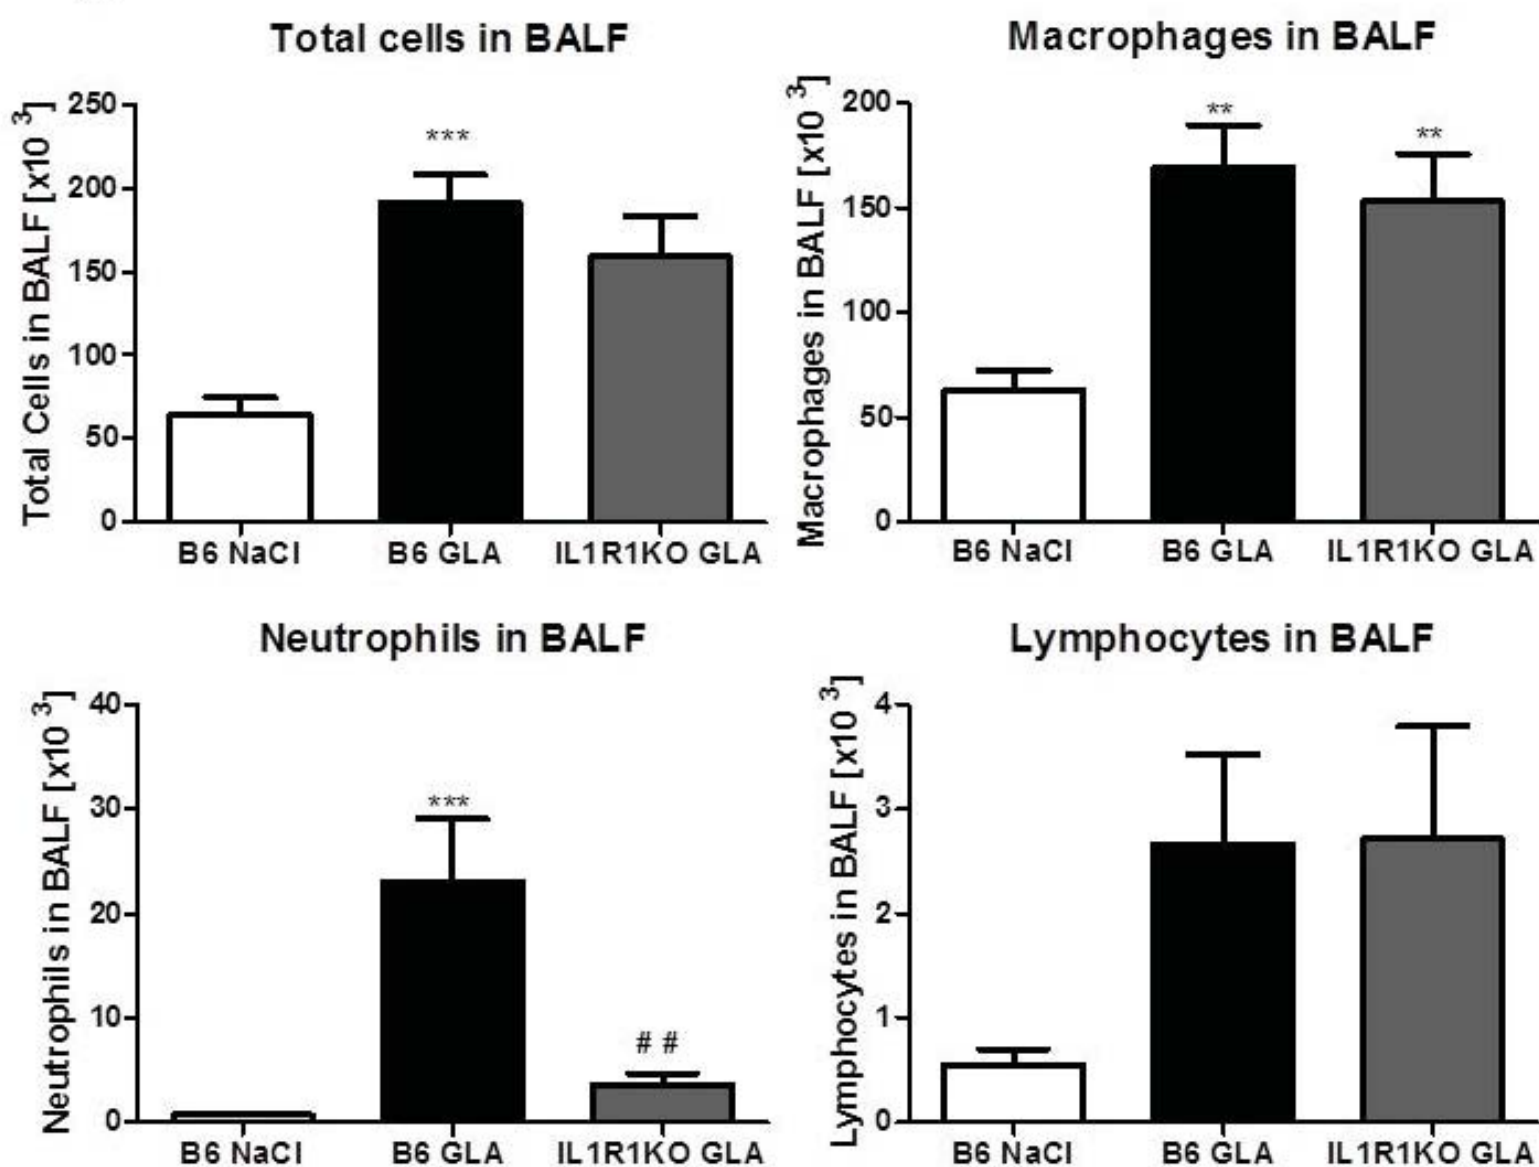 Total cells in BALF
Total Cells in BALF [x10 3]
250
200
150
100
50
0
***
B6 NaCl
B6 GLA
IL1R1KO GLA
Macrophages in BALF
Macrophages in BALF [x10 3]
200
150
100
50
0
**
**
B6 NaCl
B6 GLA
IL1R1KO GLA
Neutrophils in BALF
Neutrophils in BALF [x10 3]
40
30
20
10
0
***
# #
B6 NaCl
B6 GLA
IL1R1KO GLA
Lymphocytes in BALF
Lymphocytes in BALF [x10 3]
4
3
2
1
0
B6 NaCl
B6 GLA
IL1R1KO GLA